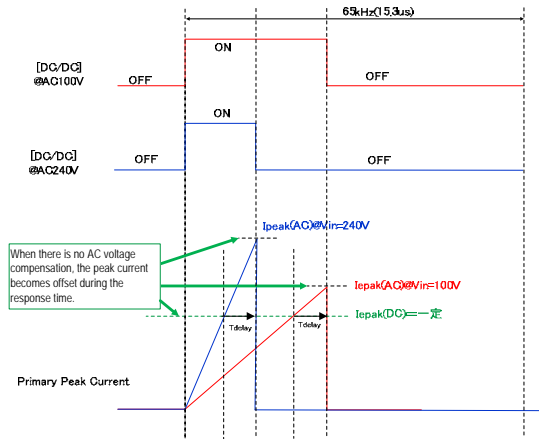 65kHz(15.3us)
ON
[DC/DC]
@AC100V
OFF
OFF
ON
[DC/DC]
@AC240V
OFF
OFF
Ipeak(AC)@Vin=240V
When there is no AC voltage
compensation, the peak current
becomes offset during the
response time.
Iepak(AC)@Vin=100V
Iepak(DC)=一定
Tdelay
Tdelay
Primary Peak Current